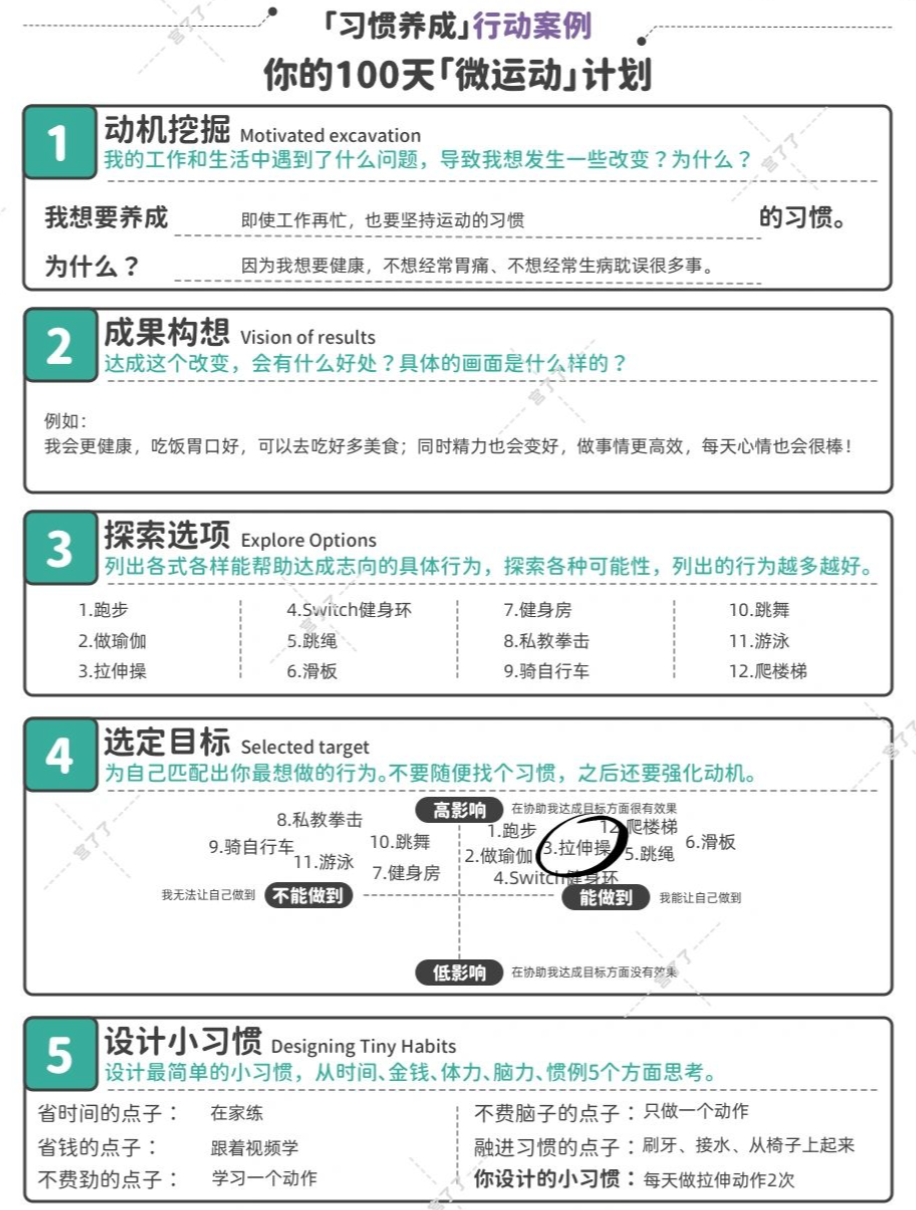 「习惯养成」行动案例
你的100天「微运动」计划
1
动机挖掘 Motivated excavation
我的工作和生活中遇到了什么问题，导致我想发生一些改变？为什么？
我想要养成 即使工作再忙，也要坚持运动的习惯 的习惯。
为什么？ 因为我想要健康，不想经常胃痛、不想经常生病耽误很多事。
2
成果构想 Vision of results
达成这个改变，会有什么好处？具体的画面是什么样的？
例如：
我会更健康，吃饭胃口好，可以去吃好多美食；同时精力也会变好，做事情更高效，每天心情也会很棒！
3
探索选项 Explore Options
列出各式各样能帮助达成志向的具体行为，探索各种可能性，列出的行为越多越好。
1.跑步 4.Switch健身环 7.健身房 10.跳舞
2.做瑜伽 5.跳绳 8.私教拳击 11.游泳
3.拉伸操 6.滑板 9.骑自行车 12.爬楼梯
4
选定目标 Selected target
为自己匹配出你最想做的行为。不要随便找个习惯，之后还要强化动机。
高影响 在协助我达成目标方面很有效果
8.私教拳击 1.跑步 12.爬楼梯
9.骑自行车 10.跳舞 2.做瑜伽 3.拉伸操 6.滑板
11.游泳 7.健身房 5.跳绳
4.Switch健身环
我无法让自己做到 不能做到 能做到 我能让自己做到
低影响 在协助我达成目标方面没有效果
5
设计小习惯 Designing Tiny Habits
设计最简单的小习惯，从时间、金钱、体力、脑力、惯例5个方面思考。
省时间的点子： 在家练 不费脑子的点子：只做一个动作
省钱的点子： 跟着视频学 融进习惯的点子：刷牙、接水、从椅子上起来
不费劲的点子： 学习一个动作 你设计的小习惯：每天做拉伸动作2次